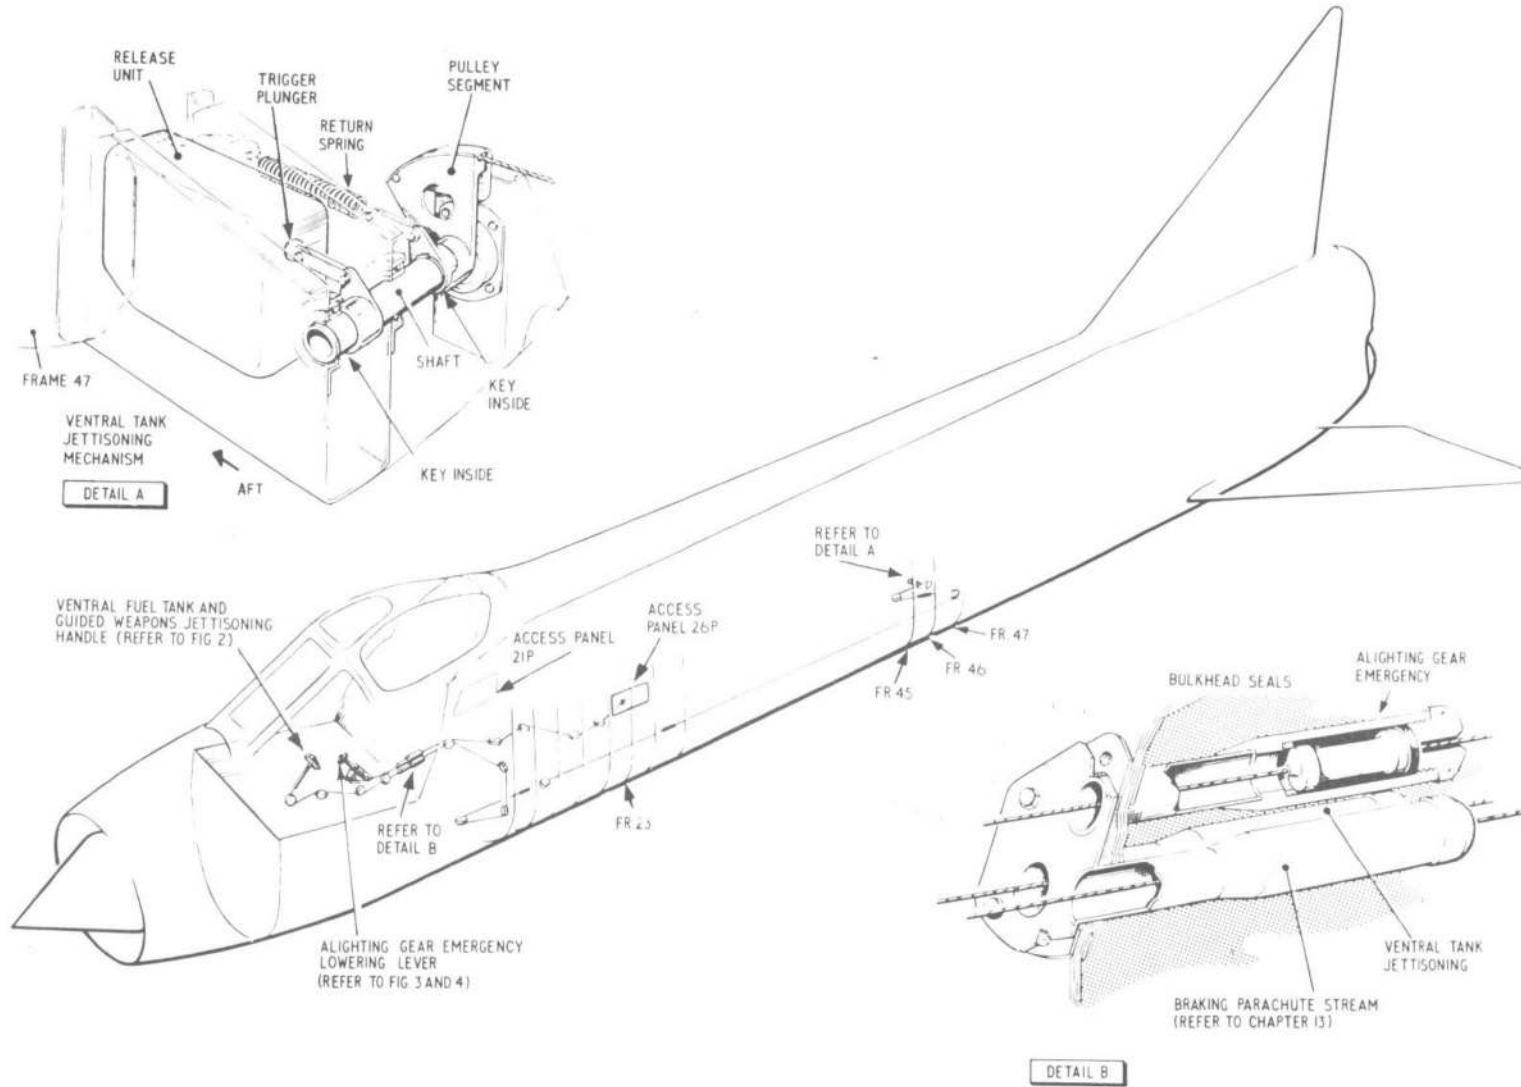 RELEASE
UNIT
TRIGGER
PLUNGER
RETURN
SPRING
PULLEY
SEGMENT
FRAME 47
SHAFT
KEY
INSIDE
VENTRAL TANK
JETTISONING
MECHANISM
KEY INSIDE
AFT
DETAIL A
REFER TO
DETAIL A
VENTRAL FUEL TANK AND
GUIDED WEAPONS JETTISONING
HANDLE (REFER TO FIG 2)
ACCESS PANEL
21P
ACCESS
PANEL 26P
FR 47
FR 46
FR 45
BULKHEAD SEALS
ALIGHTING GEAR
EMERGENCY
REFER TO
DETAIL B
FR 23
ALIGHTING GEAR EMERGENCY
LOWERING LEVER
(REFER TO FIG 3 AND 4)
VENTRAL TANK
JETTISONING
BRAKING PARACHUTE STREAM
(REFER TO CHAPTER 13)
DETAIL B